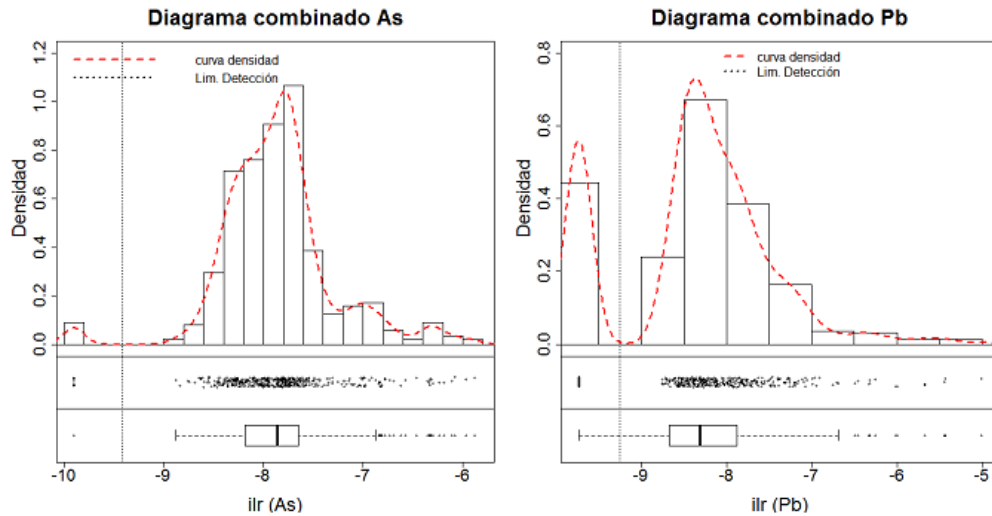 Diagrama combinado As
1.2
1.0
0.8
0.6
0.4
0.2
0.0
Densidad
curva densidad
Lim. Detección
-10
-9
-8
-7
-6
ilr (As)
Diagrama combinado Pb
0.8
0.6
0.4
0.2
0.0
Densidad
curva densidad
Lim. Detección
-9
-8
-7
-6
-5
ilr (Pb)